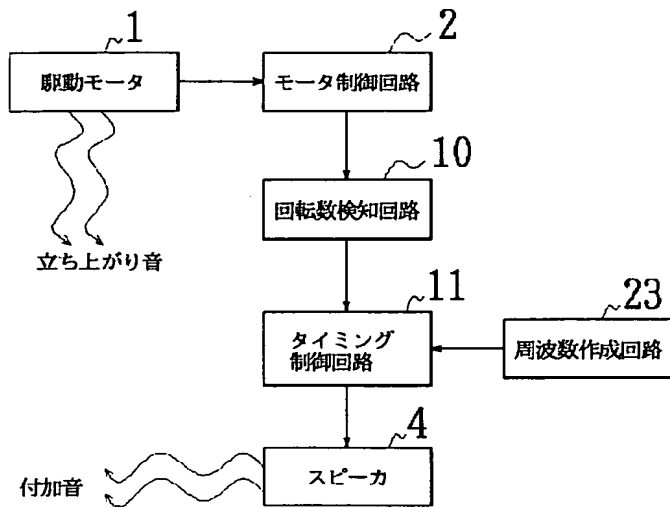 1
駆動モータ
2
モータ制御回路
10
回転数検知回路
立ち上がり音
11
タイミング
制御回路
23
周波数作成回路
4
スピーカ
付加音